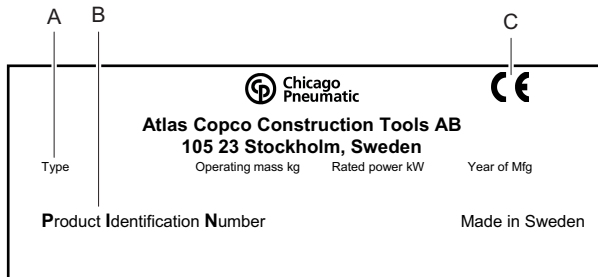 A B
C
Chicago
Pneumatic
CE
Atlas Copco Construction Tools AB
105 23 Stockholm, Sweden
Type Operating mass kg Rated power kW Year of Mfg
Product Identification Number Made in Sweden